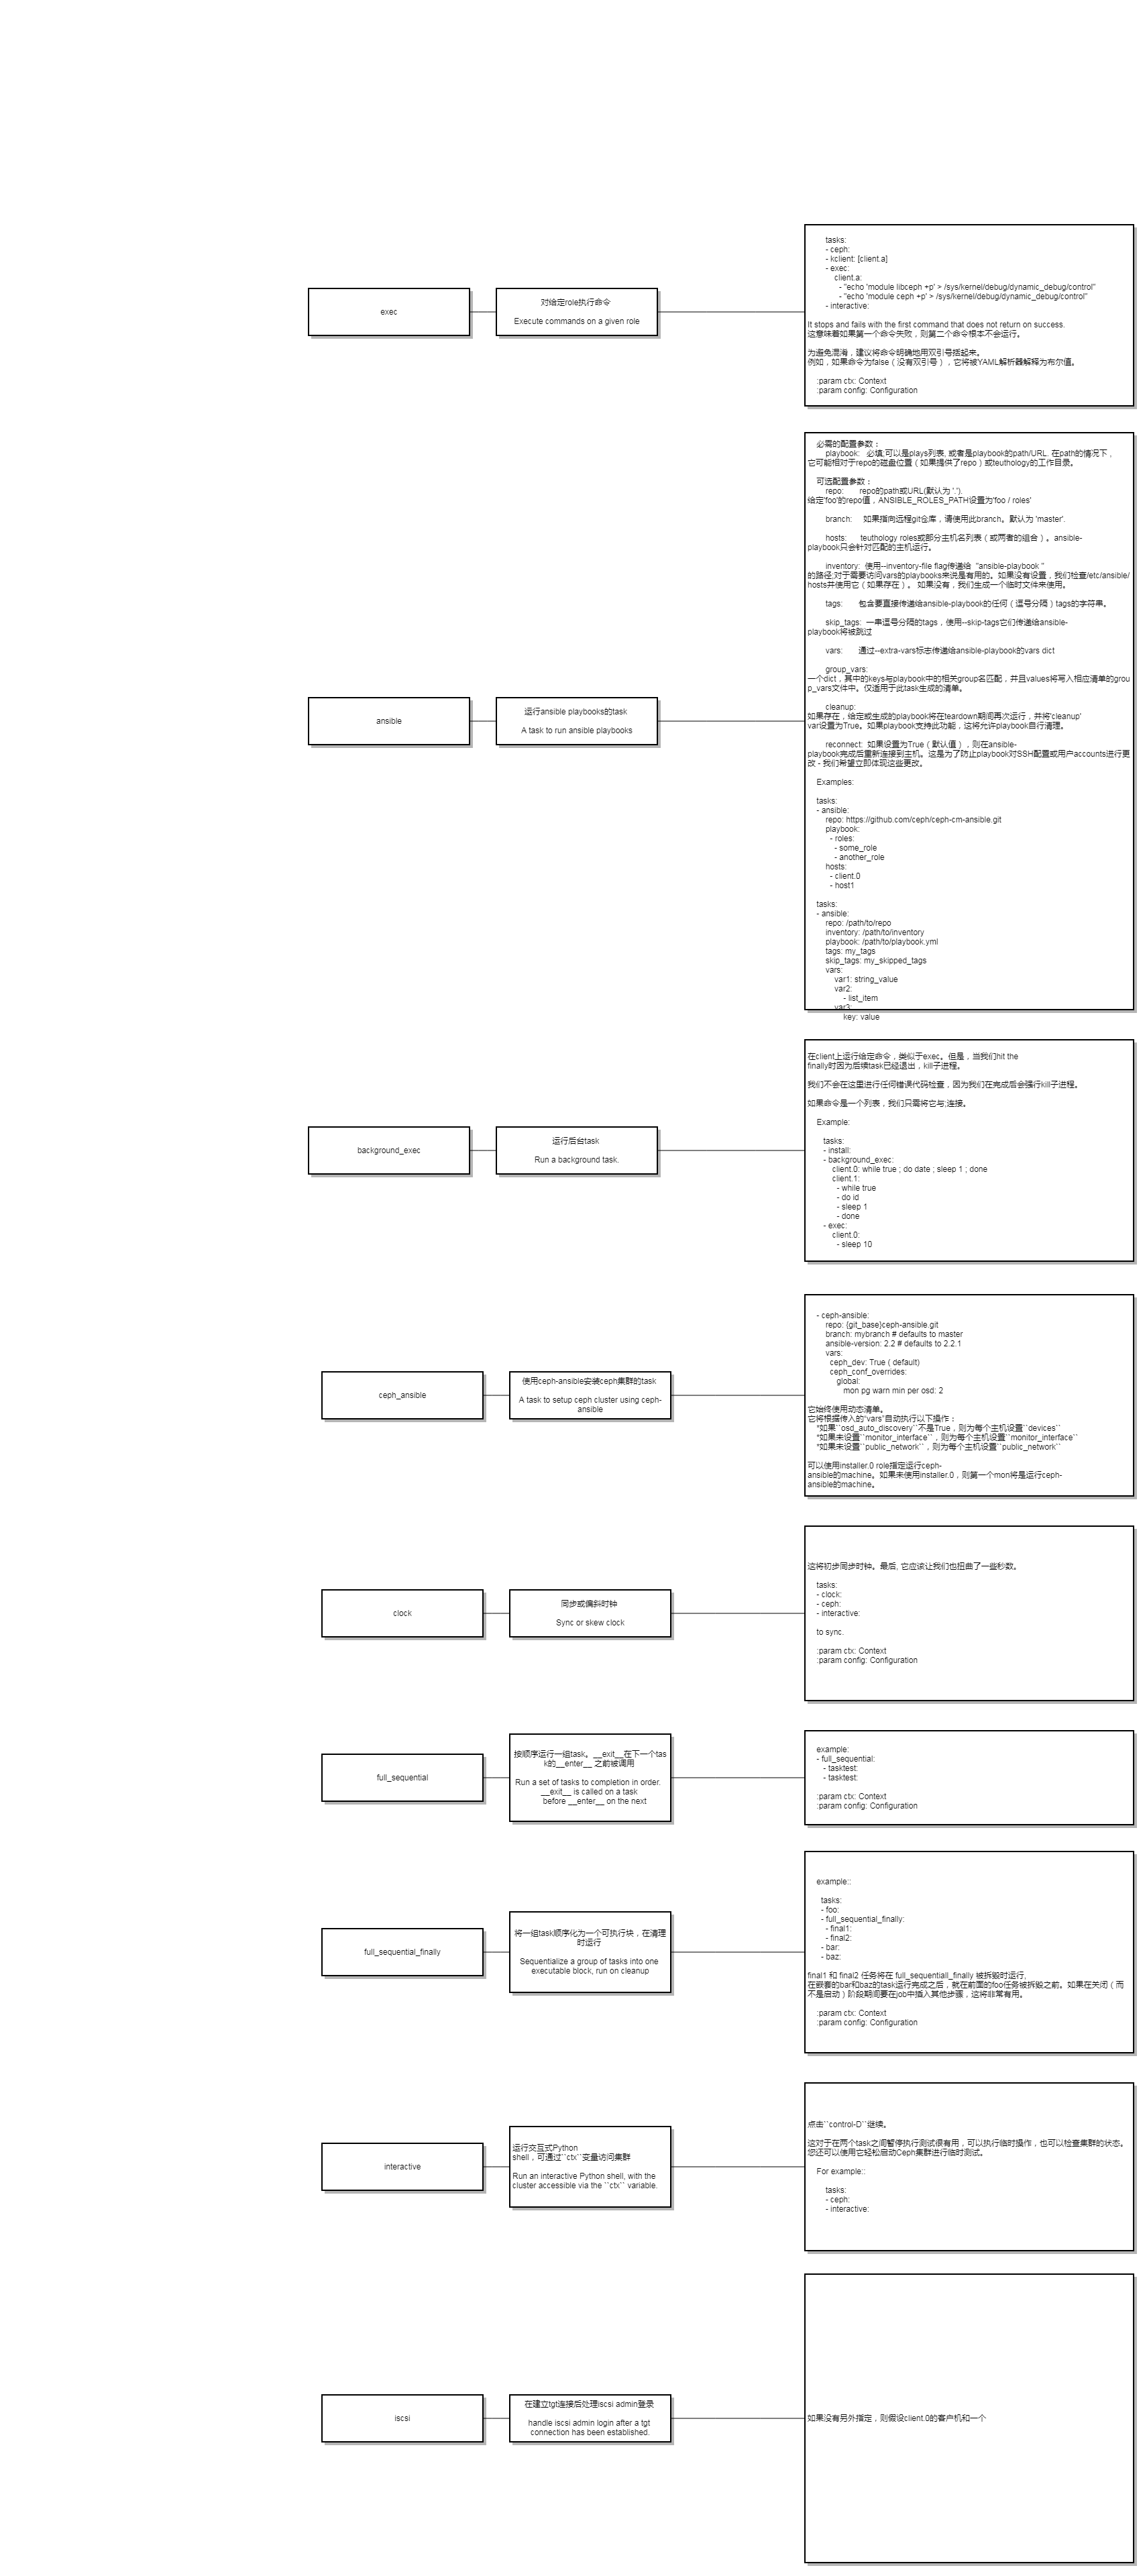 exec
对给定role执行命令
Execute commands on a given role
tasks:
- ceph:
- kclient: [client.a]
- exec:
client.a:
- "echo 'module libceph +p' > /sys/kernel/debug/dynamic_debug/control"
- "echo 'module ceph +p' > /sys/kernel/debug/dynamic_debug/control"
- interactive:
It stops and fails with the first command that does not return on success.
这意味着如果第一个命令失败，则第二个命令根本不会运行。
为避免混淆，建议将命令明确地用双引号括起来。
例如，如果命令为false（没有双引号），它将被YAML解析器解释为布尔值。
:param ctx: Context
:param config: Configuration
ansible
运行ansible playbooks的task
A task to run ansible playbooks
必需的配置参数：
playbook: 必填;可以是plays列表, 或者是playbook的path/URL. 在path的情况下，
它可能相对于repo的磁盘位置（如果提供了repo）或teuthology的工作目录。
可选配置参数：
repo: repo的path或URL(默认为 '.').
给定'foo'的repo值，ANSIBLE_ROLES_PATH设置为'foo / roles'
branch: 如果指向远程git仓库，请使用此branch。默认为 'master'.
hosts: teuthology roles或部分主机名列表（或两者的组合）。ansible-
playbook只会针对匹配的主机运行。
inventory: 使用--inventory-file flag传递给 "ansible-playbook "
的路径;对于需要访问vars的playbooks来说是有用的。如果没有设置，我们检查/etc/ansible/
hosts并使用它（如果存在）。 如果没有，我们生成一个临时文件来使用。
tags: 包含要直接传递给ansible-playbook的任何（逗号分隔）tags的字符串。
skip_tags: 一串逗号分隔的tags，使用--skip-tags它们传递给ansible-
playbook将被跳过
vars: 通过--extra-vars标志传递给ansible-playbook的vars dict
group_vars:
一个dict，其中的keys与playbook中的相关group名匹配，并且values将写入相应清单的grou
p_vars文件中。仅适用于此task生成的清单。
cleanup:
如果存在，给定或生成的playbook将在teardown期间再次运行，并将'cleanup'
var设置为True。如果playbook支持此功能，这将允许playbook自行清理。
reconnect: 如果设置为True（默认值），则在ansible-
playbook完成后重新连接到主机。这是为了防止playbook对SSH配置或用户accounts进行更
改 - 我们希望立即体现这些更改。
Examples:
tasks:
- ansible:
repo: https://github.com/ceph/ceph-cm-ansible.git
playbook:
- roles:
- some_role
- another_role
hosts:
- client.0
- host1
tasks:
- ansible:
repo: /path/to/repo
inventory: /path/to/inventory
playbook: /path/to/playbook.yml
tags: my_tags
skip_tags: my_skipped_tags
vars:
var1: string_value
var2:
- list_item
var3:
key: value
background_exec
运行后台task
Run a background task.
在client上运行给定命令，类似于exec。但是，当我们hit the
finally时因为后续task已经退出，kill子进程。
我们不会在这里进行任何错误代码检查，因为我们在完成后会强行kill子进程。
如果命令是一个列表，我们只需将它与;连接。
Example:
tasks:
- install:
- background_exec:
client.0: while true ; do date ; sleep 1 ; done
client.1:
- while true
- do id
- sleep 1
- done
- exec:
client.0:
- sleep 10
ceph_ansible
使用ceph-ansible安装ceph集群的task
A task to setup ceph cluster using ceph-
ansible
- ceph-ansible:
repo: {git_base}ceph-ansible.git
branch: mybranch # defaults to master
ansible-version: 2.2 # defaults to 2.2.1
vars:
ceph_dev: True ( default)
ceph_conf_overrides:
global:
mon pg warn min per osd: 2
它始终使用动态清单。
它将根据传入的"vars"自动执行以下操作：
*如果``osd_auto_discovery``不是True，则为每个主机设置``devices``
*如果未设置``monitor_interface``，则为每个主机设置``monitor_interface``
*如果未设置``public_network``，则为每个主机设置``public_network``
可以使用installer.0 role指定运行ceph-
ansible的machine。如果未使用installer.0，则第一个mon将是运行ceph-
ansible的machine。
clock
同步或偏斜时钟
Sync or skew clock
这将初步同步时钟。最后, 它应该让我们也扭曲了一些秒数。
tasks:
- clock:
- ceph:
- interactive:
to sync.
:param ctx: Context
:param config: Configuration
full_sequential
按顺序运行一组task。__exit__在下一个tas
k的__enter__ 之前被调用
Run a set of tasks to completion in order.
__exit__ is called on a task
before __enter__ on the next
example:
- full_sequential:
- tasktest:
- tasktest:
:param ctx: Context
:param config: Configuration
full_sequential_finally
将一组task顺序化为一个可执行块，在清理
时运行
Sequentialize a group of tasks into one
executable block, run on cleanup
example::
tasks:
- foo:
- full_sequential_finally:
- final1:
- final2:
- bar:
- baz:
final1 和 final2 任务将在 full_sequentiall_finally 被拆毁时运行,
在嵌套的bar和baz的task运行完成之后，就在前面的foo任务被拆毁之前。如果在关闭（而
不是启动）阶段期间要在job中插入其他步骤，这将非常有用。
:param ctx: Context
:param config: Configuration
interactive
运行交互式Python
shell，可通过``ctx``变量访问集群
Run an interactive Python shell, with the
cluster accessible via the ``ctx`` variable.
点击``control-D``继续。
这对于在两个task之间暂停执行测试很有用，可以执行临时操作，也可以检查集群的状态。
您还可以使用它轻松启动Ceph集群进行临时测试。
For example::
tasks:
- ceph:
- interactive:
iscsi
在建立tgt连接后处理iscsi admin登录
handle iscsi admin login after a tgt
connection has been established.
如果没有另外指定，则假设client.0的客户机和一个